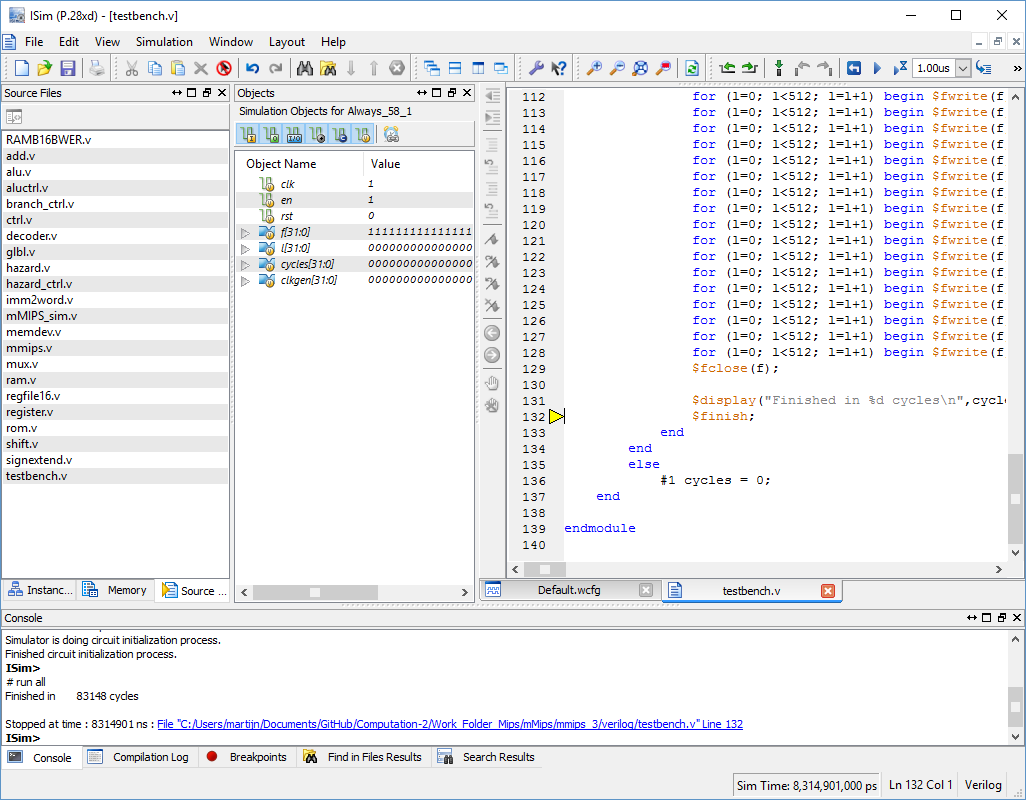 ISim (P.28xd) - [testbench.v]
File Edit View Simulation Window Layout Help
1.00us
Source Files
RAMB16BWER.v
add.v
alu.v
aluctrl.v
branch_ctrl.v
ctrl.v
decoder.v
glbl.v
hazard.v
hazard_ctrl.v
imm2word.v
mMIPS_sim.v
memdev.v
mmips.v
mux.v
ram.v
regfile16.v
register.v
rom.v
shift.v
signextend.v
testbench.v
Instanc... Memory Source ...
Objects
Simulation Objects for Always_58_1
Object Name Value
clk 1
en 1
rst 0
f[31:0] 111111111111111
l[31:0] 000000000000000
cycles[31:0] 000000000000000
clkgen[31:0] 000000000000000
112 for (l=0; l<512; l=l+1) begin $fwrite(f
113 for (l=0; l<512; l=l+1) begin $fwrite(f
114 for (l=0; l<512; l=l+1) begin $fwrite(f
115 for (l=0; l<512; l=l+1) begin $fwrite(f
116 for (l=0; l<512; l=l+1) begin $fwrite(f
117 for (l=0; l<512; l=l+1) begin $fwrite(f
118 for (l=0; l<512; l=l+1) begin $fwrite(f
119 for (l=0; l<512; l=l+1) begin $fwrite(f
120 for (l=0; l<512; l=l+1) begin $fwrite(f
121 for (l=0; l<512; l=l+1) begin $fwrite(f
122 for (l=0; l<512; l=l+1) begin $fwrite(f
123 for (l=0; l<512; l=l+1) begin $fwrite(f
124 for (l=0; l<512; l=l+1) begin $fwrite(f
125 for (l=0; l<512; l=l+1) begin $fwrite(f
126 for (l=0; l<512; l=l+1) begin $fwrite(f
127 for (l=0; l<512; l=l+1) begin $fwrite(f
128 for (l=0; l<512; l=l+1) begin $fwrite(f
129 $fclose(f);
130
131 $display("Finished in %d cycles\n",cycle
132 $finish;
133 end
134 end
135 else
136 #1 cycles = 0;
137 end
138
139 endmodule
140
Default.wcfg testbench.v
Console
Simulator is doing circuit initialization process.
Finished circuit initialization process.
ISim>
# run all
Finished in 83148 cycles
Stopped at time : 8314901 ns : File "C:/Users/martijn/Documents/GitHub/Computation-2/Work_Folder_Mips/mMips/mmips_3/verilog/testbench.v" Line 132
ISim>
Console Compilation Log Breakpoints Find in Files Results Search Results
Sim Time: 8,314,901,000 ps Ln 132 Col 1 Verilog